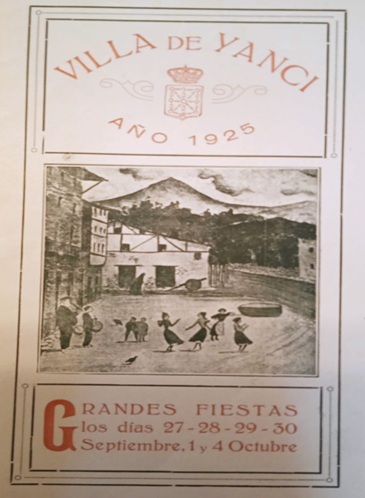 VILLA DE YANCI
AÑO 1925
GRANDES FIESTAS
los días 27-28-29-30
Septiembre, 1 y 4 Octubre